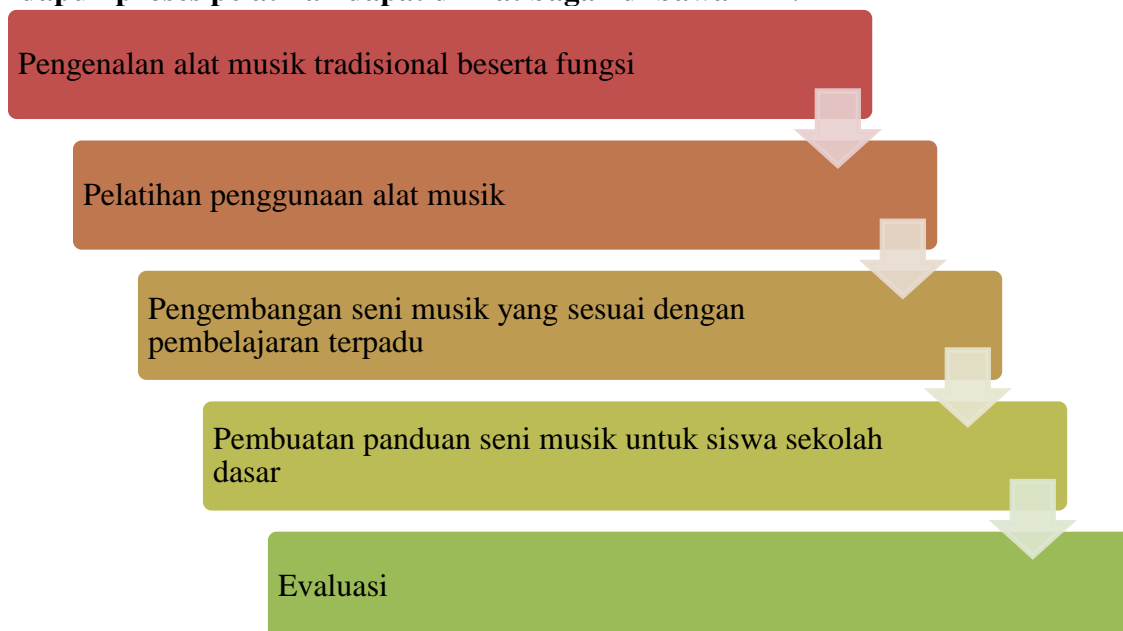 Pengenalan alat musik tradisional beserta fungsi
Pelatihan penggunaan alat musik
Pengembangan seni musik yang sesuai dengan
pembelajaran terpadu
Pembuatan panduan seni musik untuk siswa sekolah
dasar
Evaluasi